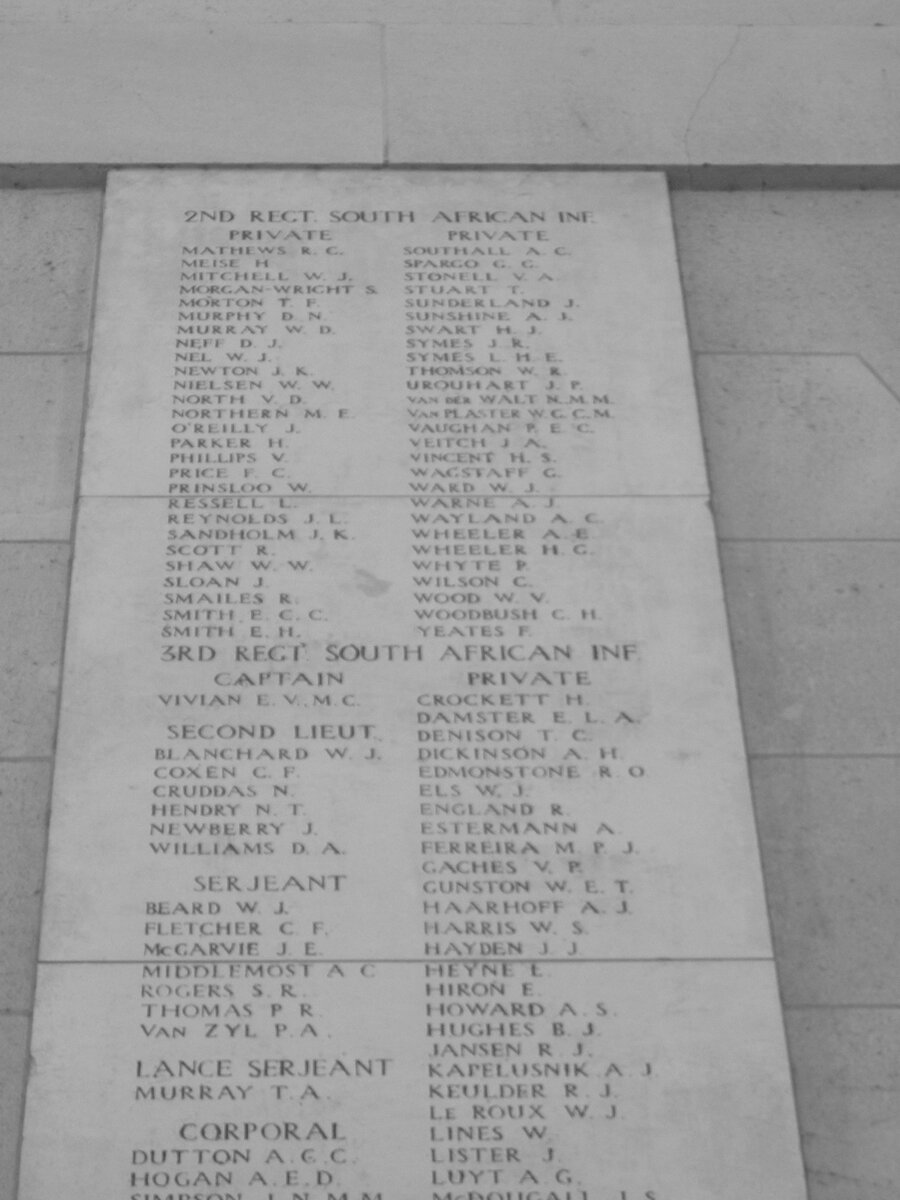 2ND REGT. SOUTH AFRICAN INF.
PRIVATE
MATHEWS R. C.
MEISE H.
MITCHELL W. J.
MORGAN-WRIGHT S.
MORTON T. F.
MURPHY D. N.
MURRAY W. D.
NEFF D. J.
NEL W. J.
NEWTON J. K.
NIELSEN W. W.
NORTH V. D.
NORTHERN M. E.
O'REILLY J.
PARKER H.
PHILLIPS V.
PRICE F. C.
PRINSLOO W.
RESSELL L.
REYNOLDS J. L.
SANDHOLM J. K.
SCOTT R.
SHAW W. W.
SLOAN J.
SMAILES R.
SMITH E. C. C.
SMITH E. H.
PRIVATE
SOUTHALL A. C.
SPARGO G. C.
STONELL V. A.
STUART T.
SUNDERLAND J.
SUNSHINE A. J.
SWART H. J.
SYMES J. R.
SYMES L. H. E.
THOMSON W. R.
URQUHART J. P.
VAN DER WALT N. M. M.
VAN PLASTER W. G. C. M.
VAUGHAN P. E. C.
VEITCH J. A.
VINCENT H. S.
WAGSTAFF G.
WARD W. J.
WARNE A. J.
WAYLAND A. C.
WHEELER A. E.
WHEELER H. G.
WHYTE P.
WILSON C.
WOOD W. V.
WOODBUSH C. H.
YEATES F.
3RD REGT. SOUTH AFRICAN INF.
CAPTAIN
VIVIAN E. V., M.C.
SECOND LIEUT.
BLANCHARD W. J.
COXEN C. F.
CRUDDAS N.
HENDRY N. T.
NEWBERRY J.
WILLIAMS D. A.
SERJEANT
BEARD W. J.
FLETCHER C. F.
McGARVIE J. E.
MIDDLEMOST A. C.
ROGERS S. R.
THOMAS P. R.
VAN ZYL P. A.
LANCE SERJEANT
MURRAY T. A.
CORPORAL
DUTTON A. G. C.
HOGAN A. E. D.
SIMPSON J. N. M. M.
PRIVATE
CROCKETT H.
DAMSTER E. L. A.
DENISON T. C.
DICKINSON A. H.
EDMONSTONE R. O.
ELS W. J.
ENGLAND R.
ESTERMANN A.
FERREIRA M. P. J.
GACHES V. P.
GUNSTON W. E. T.
HAARHOFF A. J.
HARRIS W. S.
HAYDEN J. J.
HEYNE L.
HIRON E.
HOWARD A. S.
HUGHES B. J.
JANSEN R. J.
KAPELUSNIK A. J.
KEULDER R. J.
LE ROUX W. J.
LINES W.
LISTER J.
LUYT A. G.
McDOUGALL J. S.